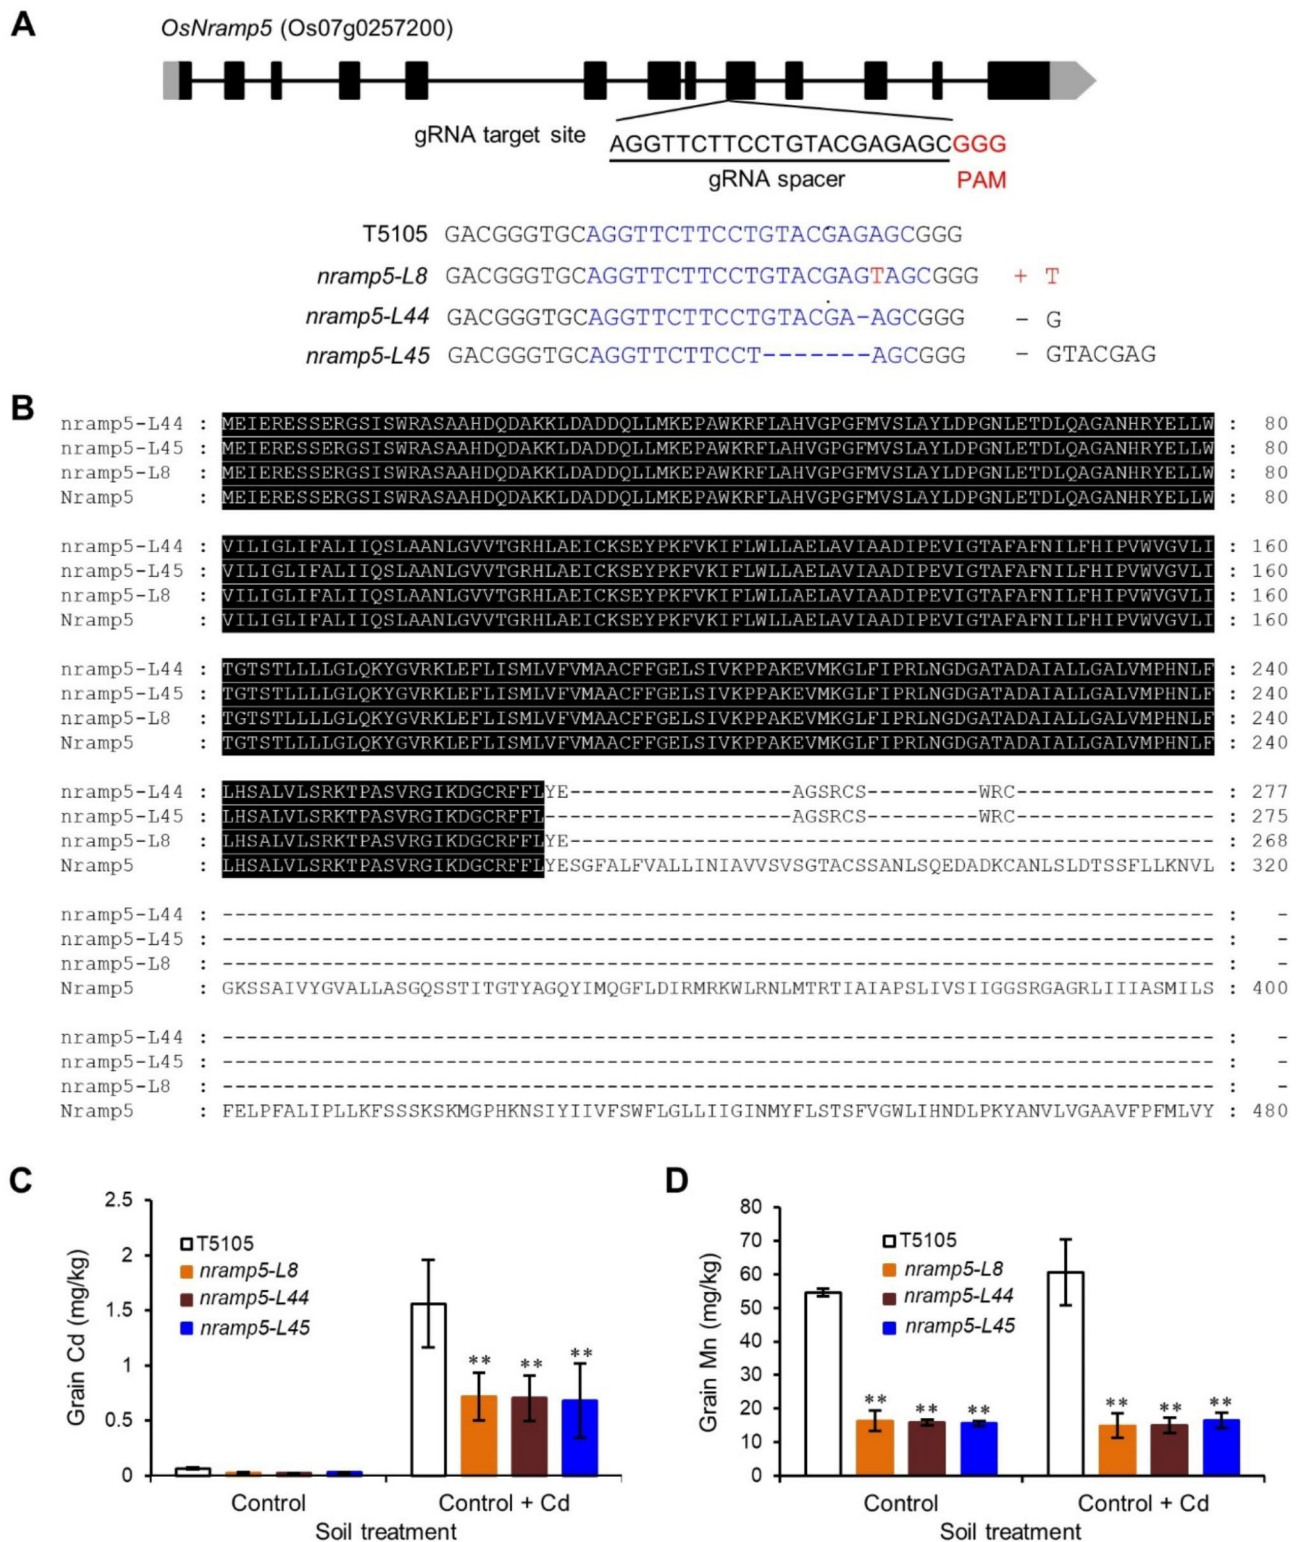 A
OsNramp5 (Os07g0257200)
gRNA target site
AGGTTCTTCCTGTACGAGAGCGGG
gRNA spacer PAM
T5105 GACGGGTGCAGGTTCTTCCTGTACGAGAGCGGG
nramp5-L8 GACGGGTGCAGGTTCTTCCTGTACGAGTAGCGGG + T
nramp5-L44 GACGGGTGCAGGTTCTTCCTGTACGA-AGCGGG - G
nramp5-L45 GACGGGTGCAGGTTCTTCCT-------AGCGGG - GTACGAG
B
nramp5-L44 : MEIERESSERGSISWRASAAHDQDAKKLDADDQLLMKEPAWKRFLAHVGPGFMVSLAYLDPGNLETDLQAGANHRYELLW : 80
nramp5-L45 : MEIERESSERGSISWRASAAHDQDAKKLDADDQLLMKEPAWKRFLAHVGPGFMVSLAYLDPGNLETDLQAGANHRYELLW : 80
nramp5-L8 : MEIERESSERGSISWRASAAHDQDAKKLDADDQLLMKEPAWKRFLAHVGPGFMVSLAYLDPGNLETDLQAGANHRYELLW : 80
Nramp5 : MEIERESSERGSISWRASAAHDQDAKKLDADDQLLMKEPAWKRFLAHVGPGFMVSLAYLDPGNLETDLQAGANHRYELLW : 80
nramp5-L44 : VILIGLIFALIIQSLAANLGVVTGRHLAEICKSEYPKFVKIFLWLLAELAVIAADIPEVIGTAFAFNILFHIPVWVGVLI : 160
nramp5-L45 : VILIGLIFALIIQSLAANLGVVTGRHLAEICKSEYPKFVKIFLWLLAELAVIAADIPEVIGTAFAFNILFHIPVWVGVLI : 160
nramp5-L8 : VILIGLIFALIIQSLAANLGVVTGRHLAEICKSEYPKFVKIFLWLLAELAVIAADIPEVIGTAFAFNILFHIPVWVGVLI : 160
Nramp5 : VILIGLIFALIIQSLAANLGVVTGRHLAEICKSEYPKFVKIFLWLLAELAVIAADIPEVIGTAFAFNILFHIPVWVGVLI : 160
nramp5-L44 : TGTSTLLLLGLQKYGVRKLEFLISMLVFVMAACFFGELSIVKPPAKEVMKGLFIPRLNGDGATADAIALLGALVMPHNLF : 240
nramp5-L45 : TGTSTLLLLGLQKYGVRKLEFLISMLVFVMAACFFGELSIVKPPAKEVMKGLFIPRLNGDGATADAIALLGALVMPHNLF : 240
nramp5-L8 : TGTSTLLLLGLQKYGVRKLEFLISMLVFVMAACFFGELSIVKPPAKEVMKGLFIPRLNGDGATADAIALLGALVMPHNLF : 240
Nramp5 : TGTSTLLLLGLQKYGVRKLEFLISMLVFVMAACFFGELSIVKPPAKEVMKGLFIPRLNGDGATADAIALLGALVMPHNLF : 240
nramp5-L44 : LHSALVLSRKTPASVRGIKDGCRFFLYE------------------AGSRCS---------WRC---------------- : 277
nramp5-L45 : LHSALVLSRKTPASVRGIKDGCRFFL--------------------AGSRCS---------WRC---------------- : 275
nramp5-L8 : LHSALVLSRKTPASVRGIKDGCRFFLYE---------------------------------------------------- : 268
Nramp5 : LHSALVLSRKTPASVRGIKDGCRFFLYESGFALFVALLINIAVVSVSGTACSSANLSQEDADKCANLSLDTSSFLLKNVL : 320
nramp5-L44 : -------------------------------------------------------------------------------- : -
nramp5-L45 : -------------------------------------------------------------------------------- : -
nramp5-L8 : -------------------------------------------------------------------------------- : -
Nramp5 : GKSSAIVYGVALLASGQSSTITGTYAGQYIMQGFLDIRMRKWLRNLMTRTIAIAPSLIVSIIGGSRGAGRLIIIASMILS : 400
nramp5-L44 : -------------------------------------------------------------------------------- : -
nramp5-L45 : -------------------------------------------------------------------------------- : -
nramp5-L8 : -------------------------------------------------------------------------------- : -
Nramp5 : FELPFALIPLLKFSSSKSKMGPHKNSIYIIVFSWFLGLLIIGINMYFLSTSFVGWLIHNDLPKYANVLVGAAVFPFMLVY : 480
C
Grain Cd (mg/kg)
2.5
2
1.5
1
0.5
0
T5105
nramp5-L8
nramp5-L44
nramp5-L45
** ** **
Control Control + Cd
Soil treatment
D
Grain Mn (mg/kg)
80
70
60
50
40
30
20
10
0
T5105
nramp5-L8
nramp5-L44
nramp5-L45
** ** ** ** ** **
Control Control + Cd
Soil treatment